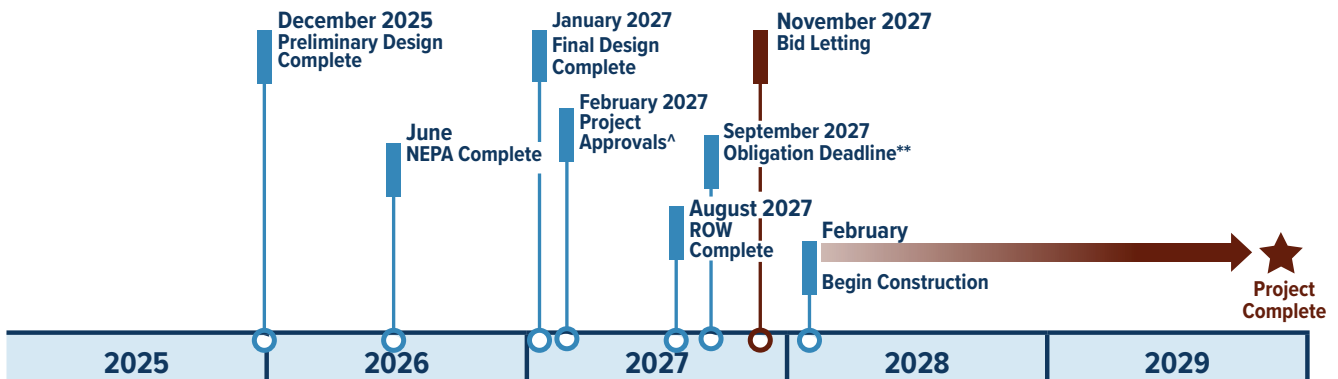 December 2025
Preliminary Design
Complete
June
NEPA Complete
January 2027
Final Design
Complete
February 2027
Project
Approvals^
August 2027
ROW
Complete
September 2027
Obligation Deadline**
November 2027
Bid Letting
February
Begin Construction
Project
Complete
2025
2026
2027
2028
2029